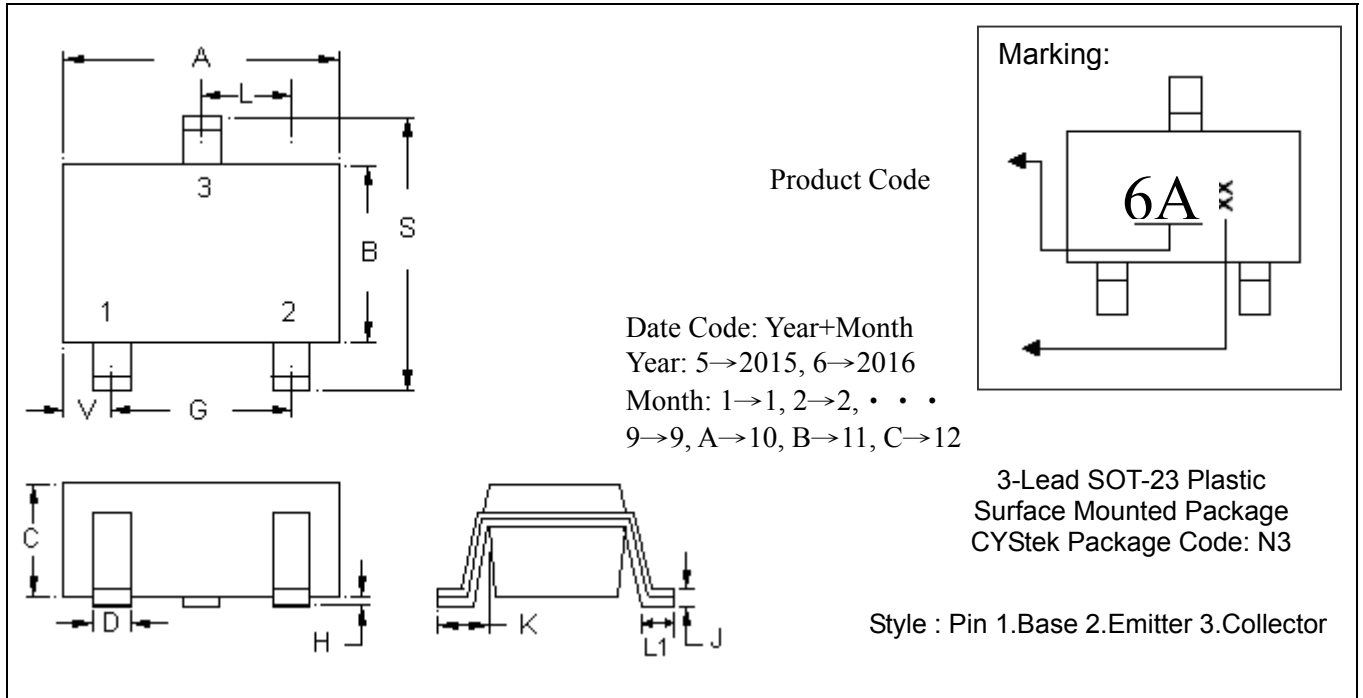 A
L
3
S
B
1
2
V
G
Product Code
Date Code: Year+Month
Year: 5→2015, 6→2016
Month: 1→1, 2→2, • • •
9→9, A→10, B→11, C→12
Marking:
6A
xx
C
D
H
K
L1
J
3-Lead SOT-23 Plastic
Surface Mounted Package
CYStek Package Code: N3
Style : Pin 1.Base 2.Emitter 3.Collector